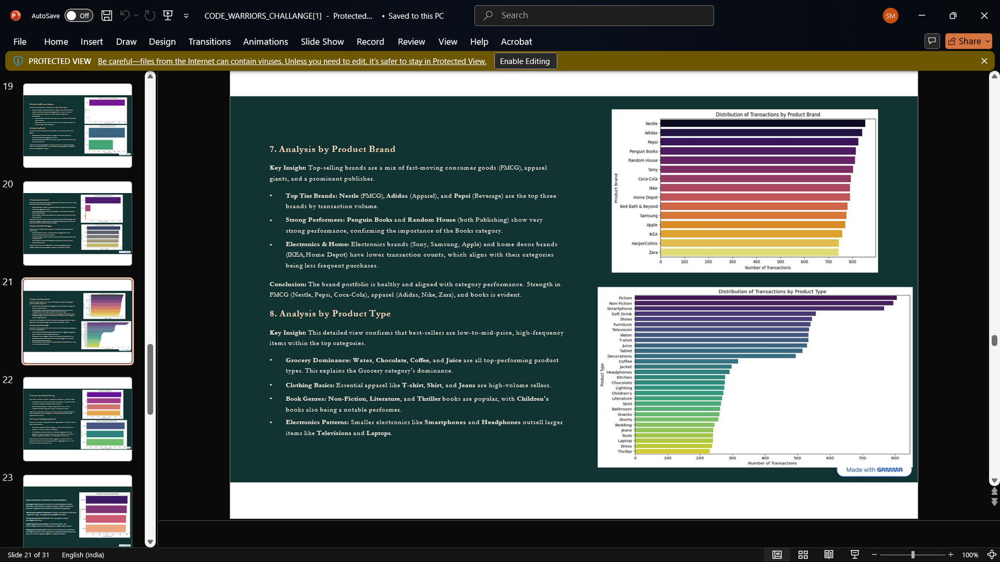 AutoSave Off CODE_WARRIORS_CHALLANGE[1] - Protected... • Saved to this PC Search SM
File Home Insert Draw Design Transitions Animations Slide Show Record Review View Help Acrobat Share
PROTECTED VIEW Be careful—files from the Internet can contain viruses. Unless you need to edit, it's safer to stay in Protected View. Enable Editing
19
20
21
22
23
7. Analysis by Product Brand
Key Insight: Top-selling brands are a mix of fast-moving consumer goods (FMCG), apparel
giants, and a prominent publisher.
• Top Tier Brands: Nestle (FMCG), Adidas (Apparel), and Pepsi (Beverage) are the top three
brands by transaction volume.
• Strong Performers: Penguin Books and Random House (both Publishing) show very
strong performance, confirming the importance of the Books category.
• Electronics & Home: Electronics brands (Sony, Samsung, Apple) and home decor brands
(IKEA, Home Depot) have lower transaction counts, which aligns with their categories
being less frequent purchases.
Conclusion: The brand portfolio is healthy and aligned with category performance. Strength in
FMCG (Nestle, Pepsi, Coca-Cola), apparel (Adidas, Nike, Zara), and books is evident.
8. Analysis by Product Type
Key Insight: This detailed view confirms that best-sellers are low-to-mid-price, high-frequency
items within the top categories.
• Grocery Dominance: Water, Chocolate, Coffee, and Juice are all top-performing product
types. This explains the Grocery category's dominance.
• Clothing Basics: Essential apparel like T-shirt, Shirt, and Jeans are high-volume sellers.
• Book Genres: Non-Fiction, Literature, and Thriller books are popular, with Children's
books also being a notable performer.
• Electronics Patterns: Smaller electronics like Smartphones and Headphones outsell larger
items like Televisions and Laptops.
Distribution of Transactions by Product Brand
Product Brand
Nestle
Adidas
Pepsi
Penguin Books
Random House
Sony
Coca-Cola
Nike
Home Depot
Bed Bath & Beyond
Samsung
Apple
IKEA
HarperCollins
Zara
0 100 200 300 400 500 600 700 800
Number of Transactions
Distribution of Transactions by Product Type
Product Type
Fiction
Non-Fiction
Smartphone
Soft Drink
Shoes
Furniture
Television
Water
T-shirt
Juice
Tablet
Decorations
Coffee
Jacket
Headphones
Kitchen
Chocolate
Lighting
Children's
Literature
Shirt
Bathroom
Snacks
Shorts
Bedding
Jeans
Tools
Laptop
Dress
Thriller
0 100 200 300 400 500 600 700 800
Number of Transactions
Made with GAMMA
Slide 21 of 31 English (India) 100%